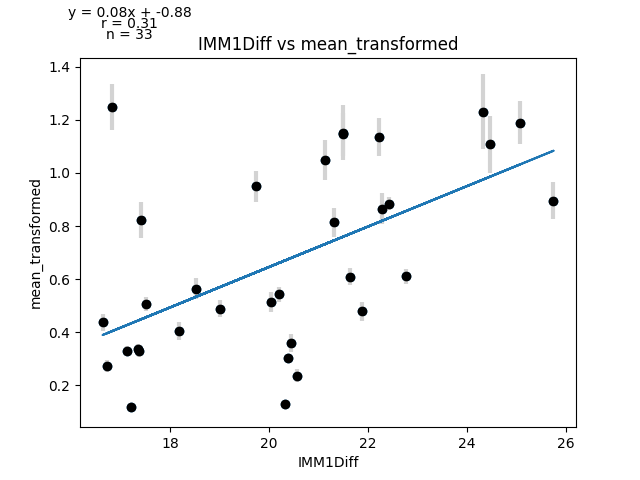 y = 0.08x + -0.88
r = 0.31
n = 33
IMM1Diff vs mean_transformed
1.4
1.2
1.0
0.8
0.6
0.4
0.2
mean_transformed
18 20 22 24 26
IMM1Diff